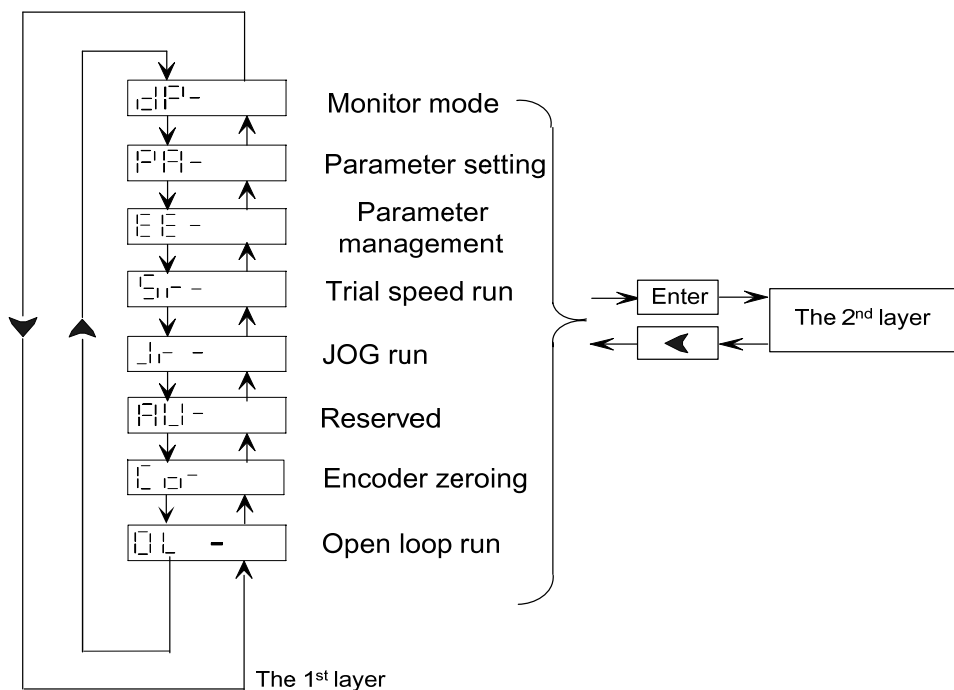 dP-
Monitor mode
PA-
Parameter setting
EE-
Parameter
management
Sr-
Trial speed run
Jr-
JOG run
AU-
Reserved
Co-
Encoder zeroing
OL -
Open loop run
Enter
The 2nd layer
The 1st layer